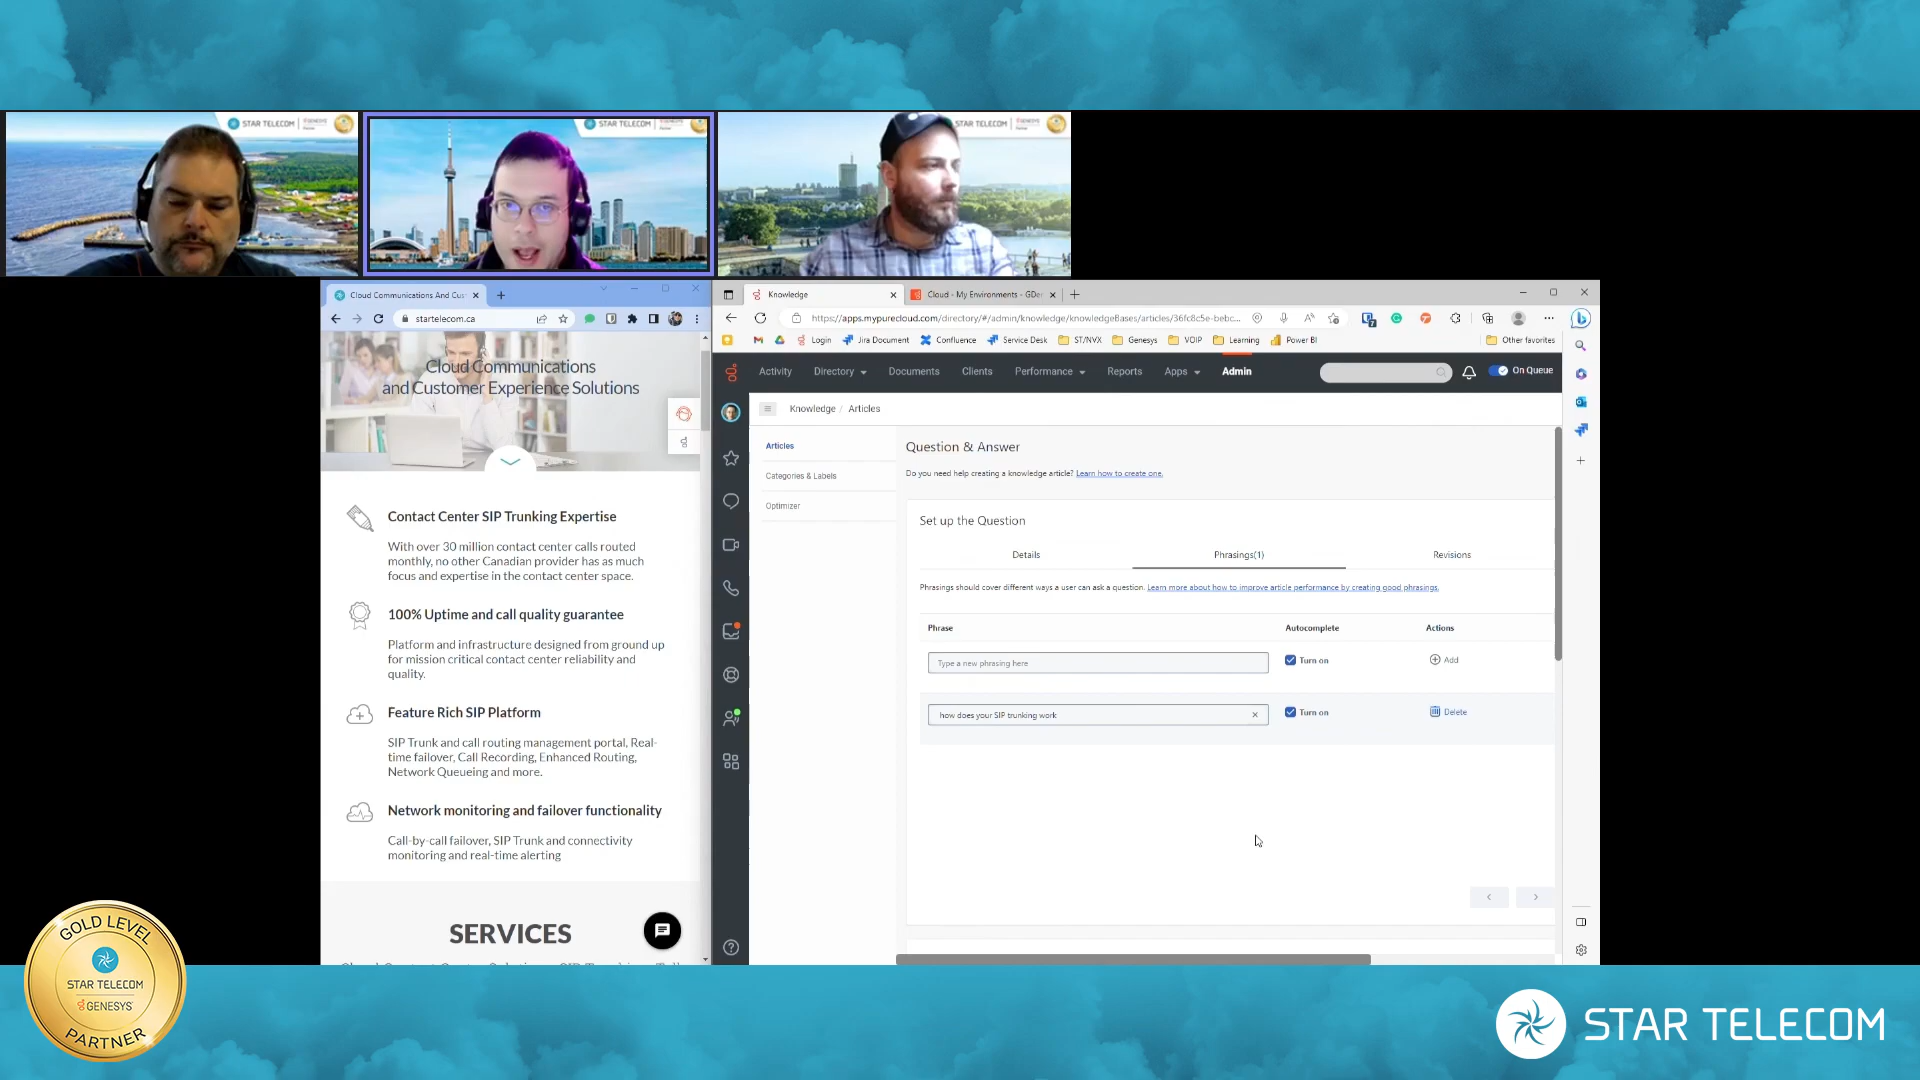 STAR TELECOM
STAR TELECOM
STAR TELECOM
Cloud Communications And Cus
startelecom.ca
Cloud Communications
and Customer Experience Solutions
Contact Center SIP Trunking Expertise
With over 30 million contact center calls routed
monthly, no other Canadian provider has as much
focus and expertise in the contact center space.
100% Uptime and call quality guarantee
Platform and infrastructure designed from ground up
for mission critical contact center reliability and
quality.
Feature Rich SIP Platform
SIP Trunk and call routing management portal, Real-
time failover, Call Recording, Enhanced Routing,
Network Queueing and more.
Network monitoring and failover functionality
Call-by-call failover, SIP Trunk and connectivity
monitoring and real-time alerting
SERVICES
Knowledge
Cloud - My Environments - GDe
https://apps.mypurecloud.com/directory/#/admin/knowledge/knowledgeBases/articles/36fc8c5e-bebc...
Login Jira Document Confluence Service Desk ST/NVX Genesys VOIP Learning Power BI Other favorites
Activity Directory Documents Clients Performance Reports Apps Admin On Queue
Knowledge / Articles
Articles
Categories & Labels
Optimizer
Question & Answer
Do you need help creating a knowledge article? Learn how to create one.
Set up the Question
Details Phrasings(1) Revisions
Phrasings should cover different ways a user can ask a question. Learn more about how to improve article performance by creating good phrasings.
Phrase Autocomplete Actions
Type a new phrasing here Turn on Add
how does your SIP trunking work Turn on Delete
GOLD LEVEL
STAR TELECOM
GENESYS
PARTNER
STAR TELECOM